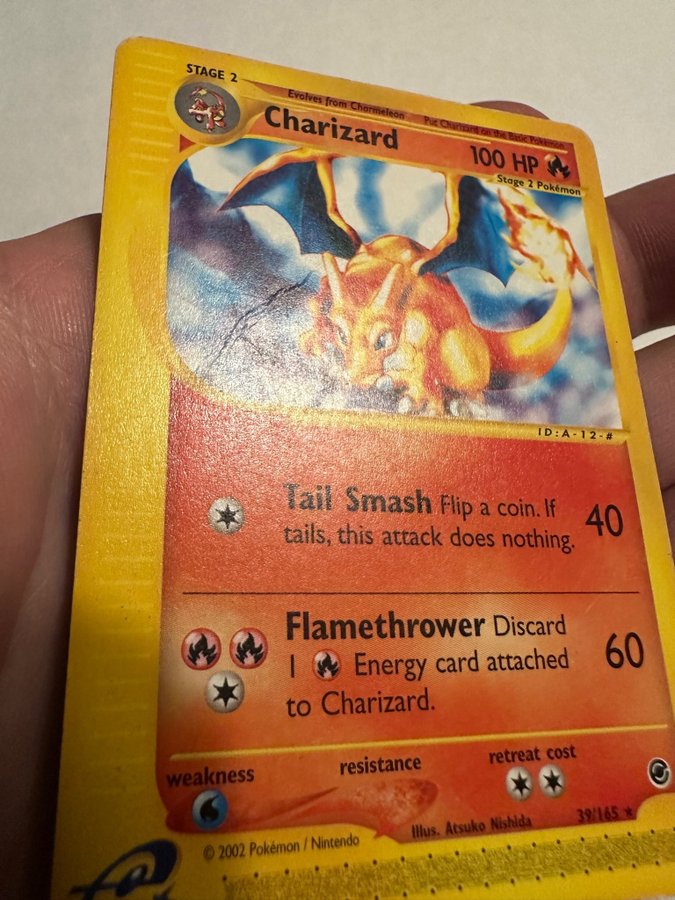 STAGE 2
Evolves from Charmeleon Put Charizard on the Basic Pokémon
Charizard 100 HP
Stage 2 Pokémon
ID:A-12-#
Tail Smash Flip a coin. If
tails, this attack does nothing.
40
Flamethrower Discard
1 Energy card attached
to Charizard.
60
weakness resistance retreat cost
Illus. Atsuko Nishida 39/165 ★
© 2002 Pokémon / Nintendo